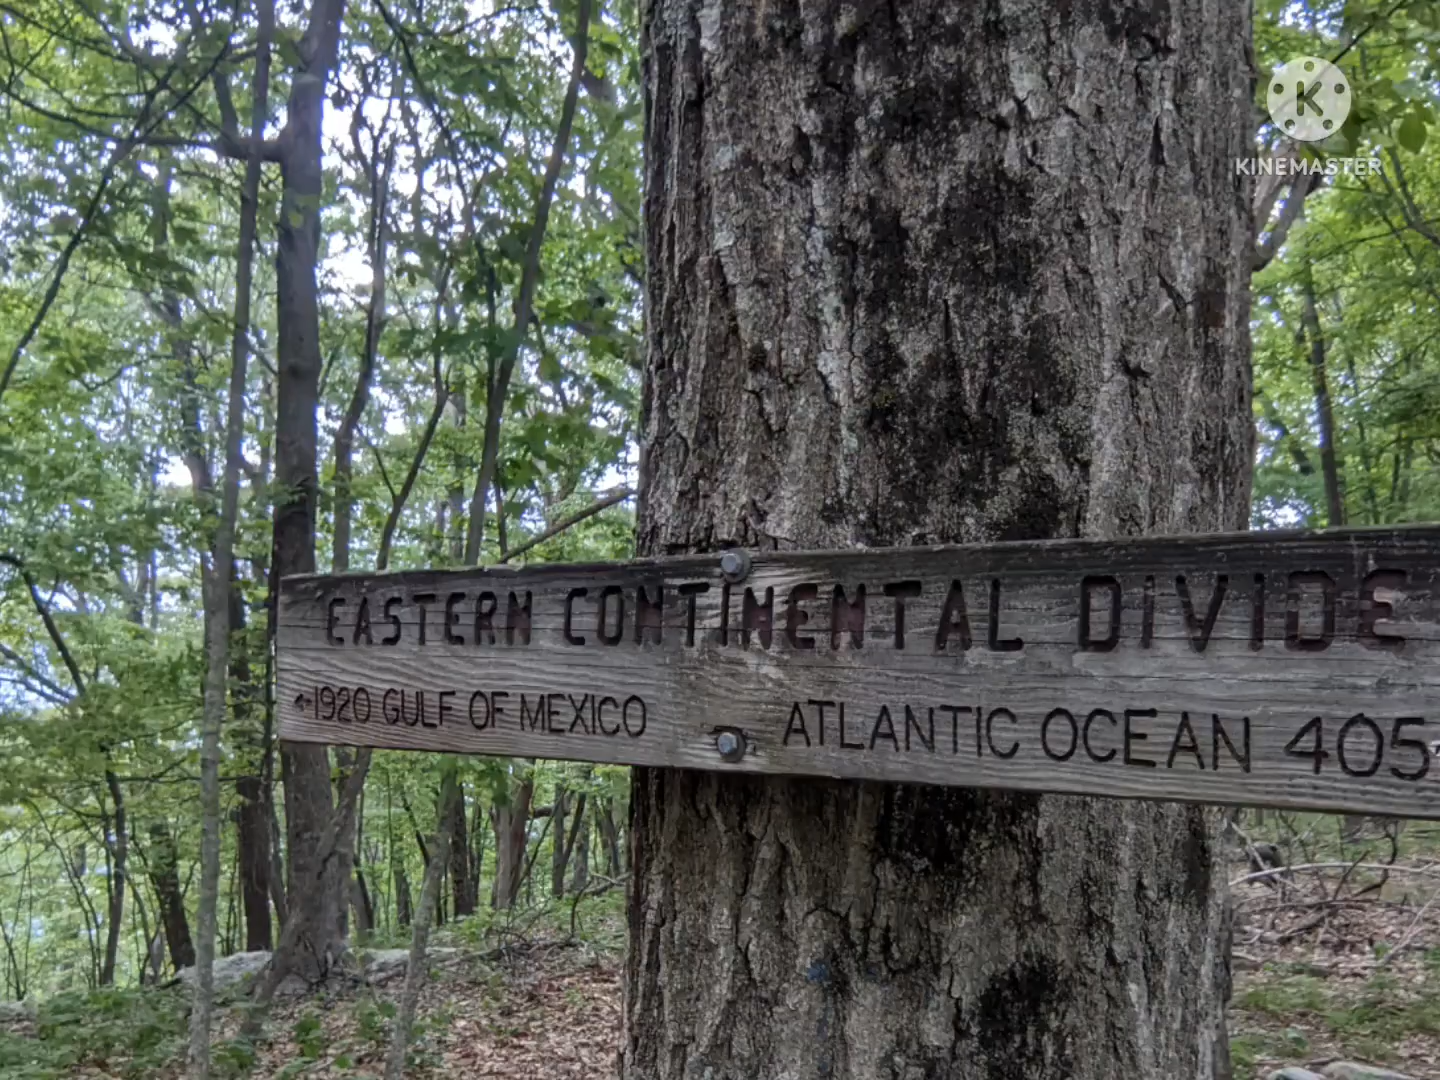 K
KINEMASTER
EASTERN CONTINENTAL DIVIDE
←1920 GULF OF MEXICO ATLANTIC OCEAN 405